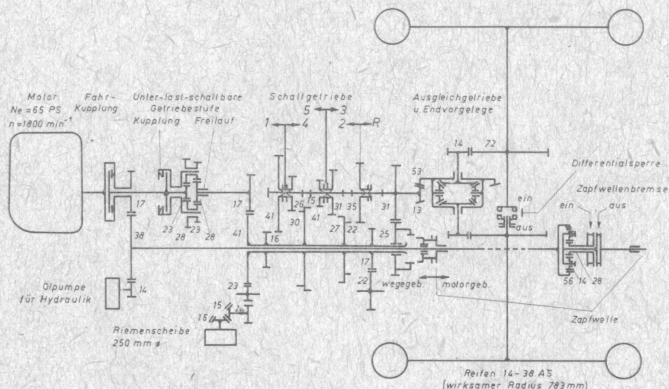 Motor
Ne=65 PS
n=1800 min⁻¹
Fahr-
Kupplung
Unter-last-schaltbare
Getriebestufe
Kupplung Freilauf
Schaltgetriebe
5 3
1 4 2 R
Ausgleichgetriebe
u. Endvorgelege
14 72
Differentialsperre
Zapfwellenbremse
ein aus
ein
aus
53
13
17
38
23 28 23 28
17
41
41 26 30 15 41 31 27 35 22 31
16
25
17
22
23
15
16
14
wegegeb. motorgeb.
56 14 28
Ölpumpe
für Hydraulik
Riemenscheibe
250 mm ø
Zapfwelle
Reifen 14-38 AS
(wirksamer Radius 783 mm)